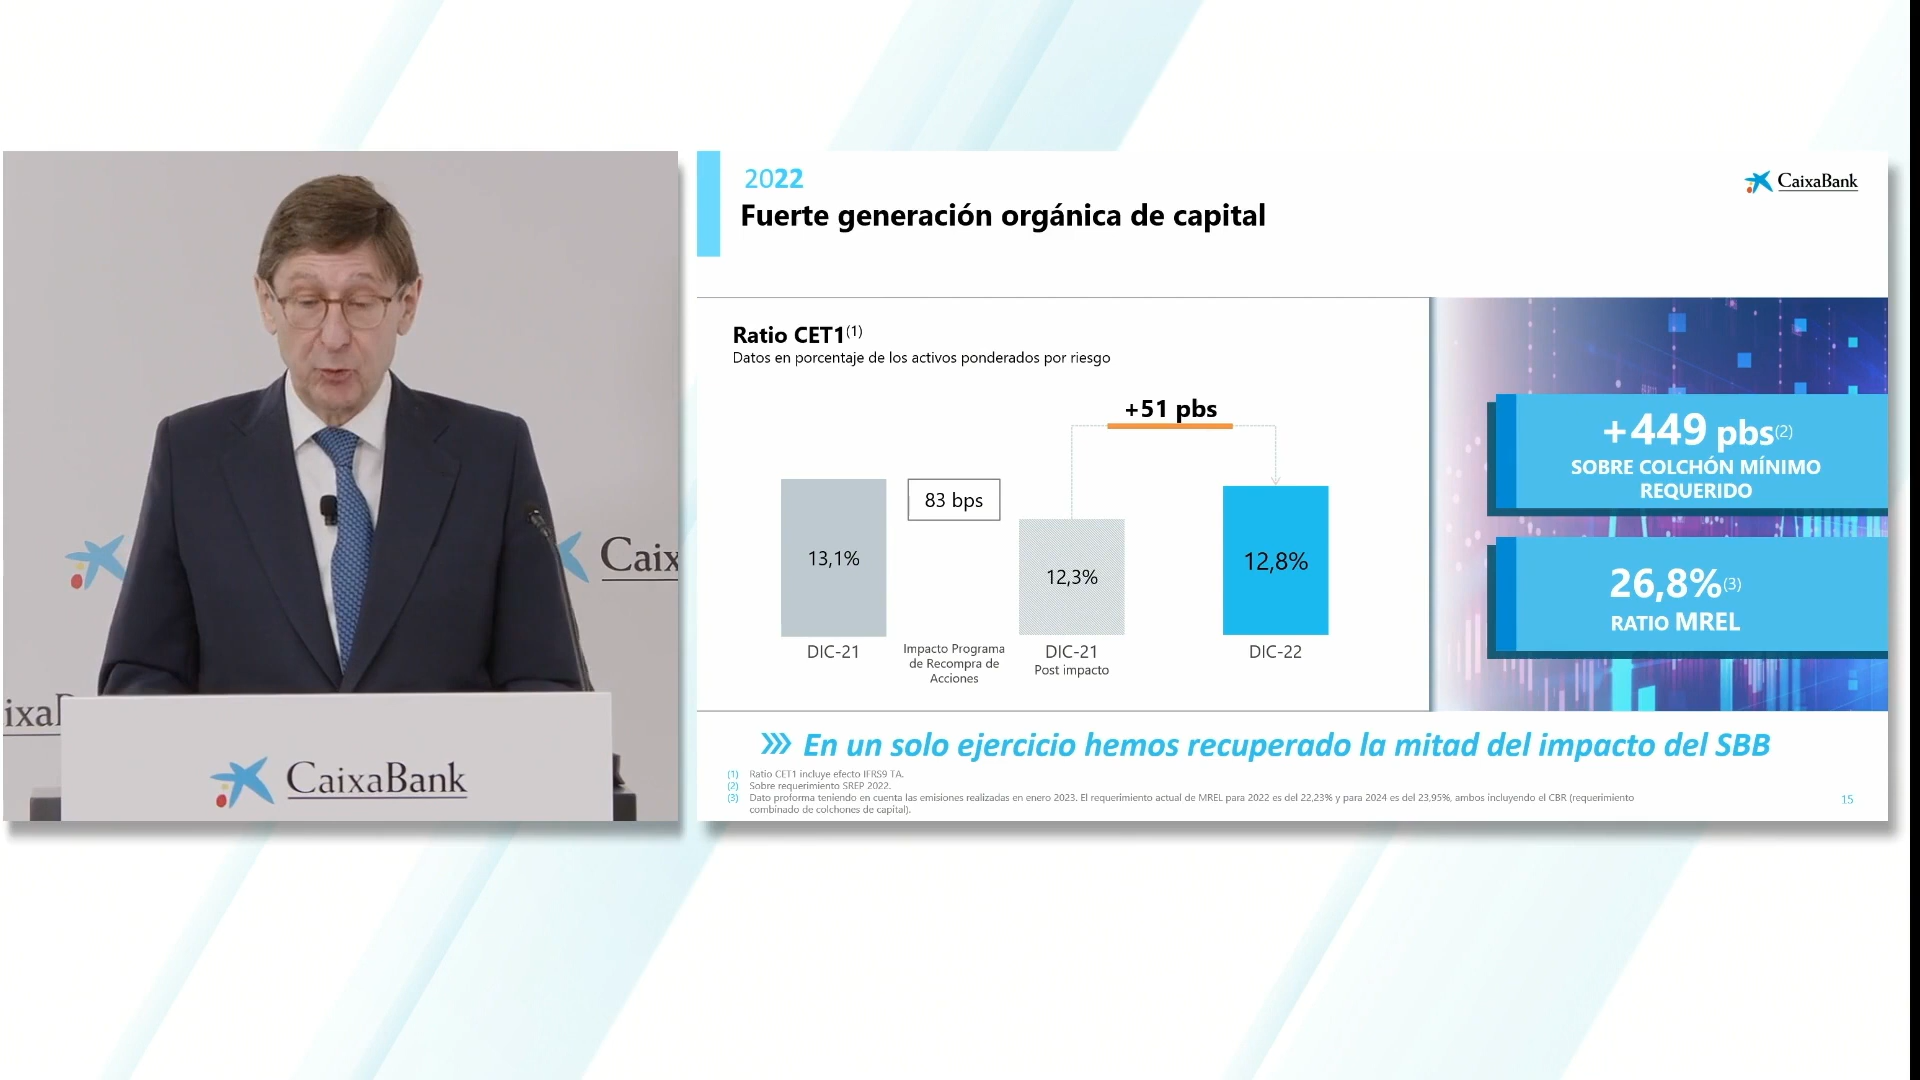 Caix
ixaB
CaixaBank
2022
Fuerte generación orgánica de capital
CaixaBank
Ratio CET1(1)
Datos en porcentaje de los activos ponderados por riesgo
+51 pbs
13,1%
83 bps
12,3%
12,8%
DIC-21
Impacto Programa
de Recompra de
Acciones
DIC-21
Post impacto
DIC-22
+449 pbs(2)
SOBRE COLCHÓN MÍNIMO
REQUERIDO
26,8%(3)
RATIO MREL
En un solo ejercicio hemos recuperado la mitad del impacto del SBB
(1) Ratio CET1 incluye efecto IFRS9 TA.
(2) Sobre requerimiento SREP 2022.
(3) Dato proforma teniendo en cuenta las emisiones realizadas en enero 2023. El requerimiento actual de MREL para 2022 es del 22,23% y para 2024 es del 23,95%, ambos incluyendo el CBR (requerimiento
combinado de colchones de capital).
15